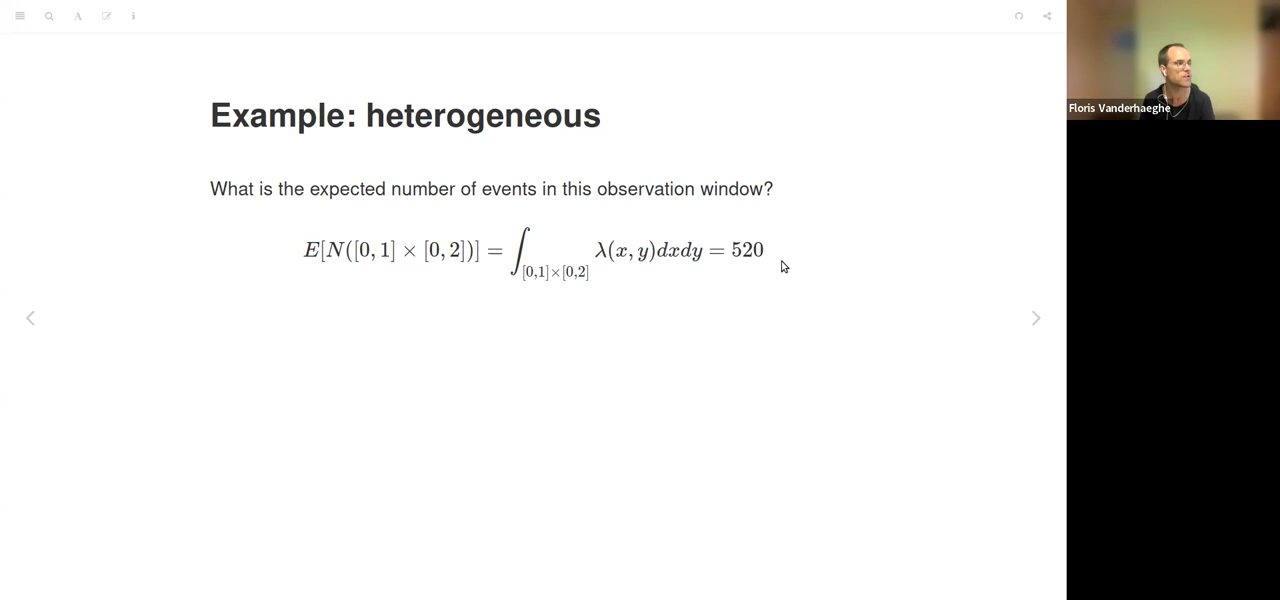 Example: heterogeneous
What is the expected number of events in this observation window?
E[N([0, 1] × [0, 2])] = ∫_{[0,1]×[0,2]} λ(x, y)dxdy = 520
Floris Vanderhaeghe